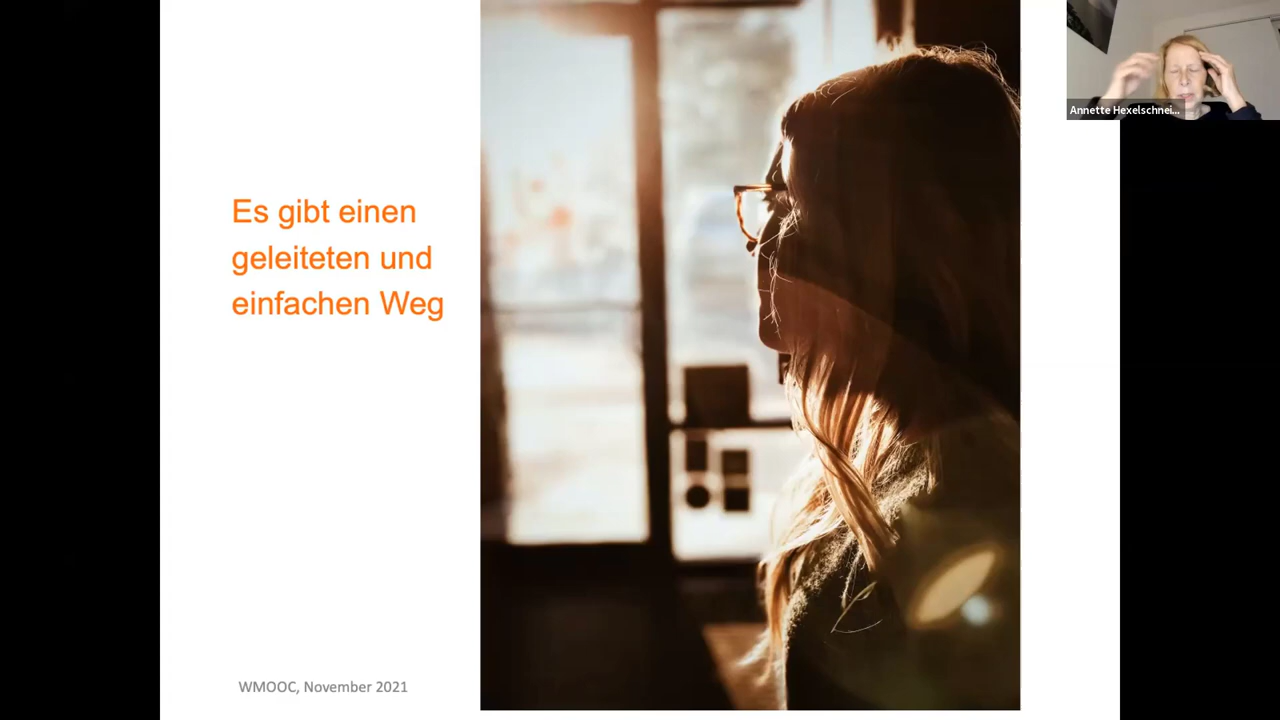 Es gibt einen
geleiteten und
einfachen Weg
WMOOC, November 2021
Annette Hexelschnei...